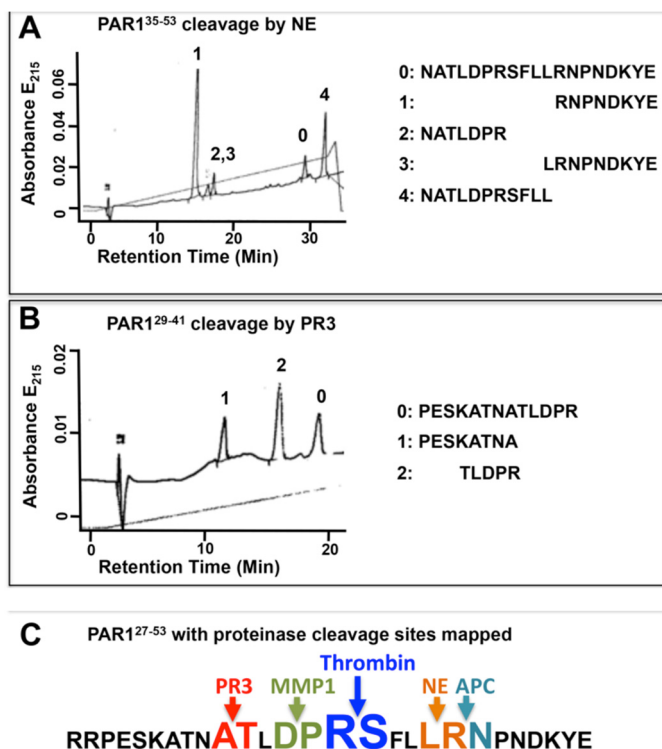 A PAR1³⁵⁻⁵³ cleavage by NE
Absorbance E₂₁₅
0.06
0.04
0.02
0
1
2,3
0
4
0 10 20 30
Retention Time (Min)
0: NATLDPRSFLLRNPNDKYE
1: RNPNDKYE
2: NATLDPR
3: LRNPNDKYE
4: NATLDPRSFLL
B PAR1²⁹⁻⁴¹ cleavage by PR3
Absorbance E₂₁₅
0.02
0.01
0
1
2
0
0 10 20
Retention Time (Min)
0: PESKATNATLDPR
1: PESKATNA
2: TLDPR
C PAR1²⁷⁻⁵³ with proteinase cleavage sites mapped
Thrombin
PR3 MMP1 NE APC
RRPESKATNATLDPRSFLLRNPNDKYE